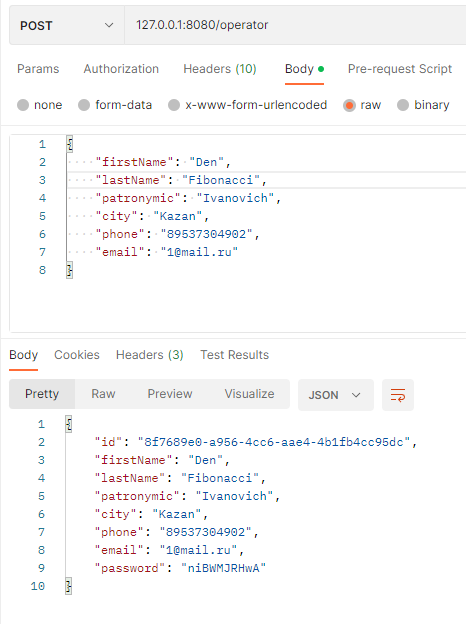 POST 127.0.0.1:8080/operator
Params Authorization Headers (10) Body Pre-request Script
none form-data x-www-form-urlencoded raw binary
1 {
2 ····"firstName":·"Den",
3 ····"lastName":·"Fibonacci",
4 ····"patronymic":·"Ivanovich",
5 ····"city":·"Kazan",
6 ····"phone":·"89537304902",
7 ····"email":·"1@mail.ru"
8 }
Body Cookies Headers (3) Test Results
Pretty Raw Preview Visualize JSON
1 {
2     "id": "8f7689e0-a956-4cc6-aae4-4b1fb4cc95dc",
3     "firstName": "Den",
4     "lastName": "Fibonacci",
5     "patronymic": "Ivanovich",
6     "city": "Kazan",
7     "phone": "89537304902",
8     "email": "1@mail.ru",
9     "password": "niBWMJRHwA"
10 }